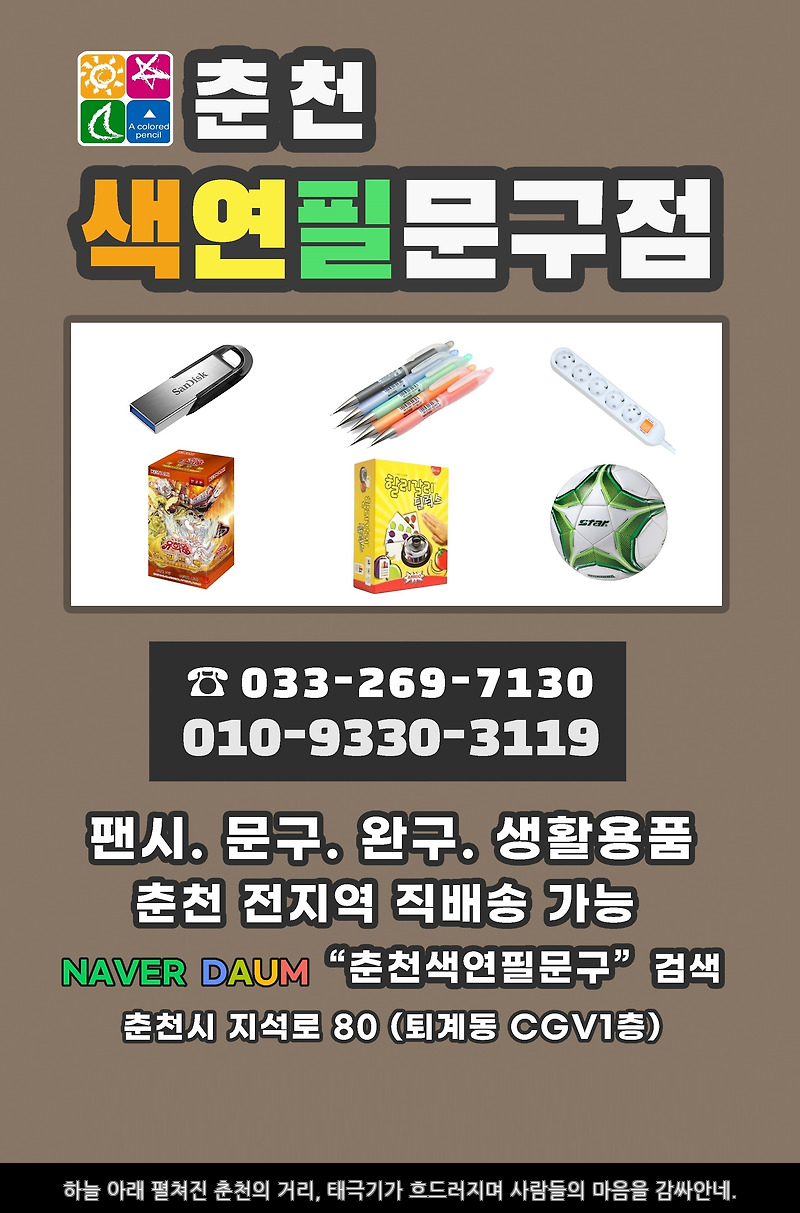 A colored
pencil
춘천
색연필문구점
SanDisk
할리갈리
star
☎ 033-269-7130
010-9330-3119
팬시. 문구. 완구. 생활용품
춘천 전지역 직배송 가능
NAVER DAUM “춘천색연필문구” 검색
춘천시 지석로 80 (퇴계동 CGV1층)
하늘 아래 펼쳐진 춘천의 거리, 태극기가 흐드러지며 사람들의 마음을 감싸안네.